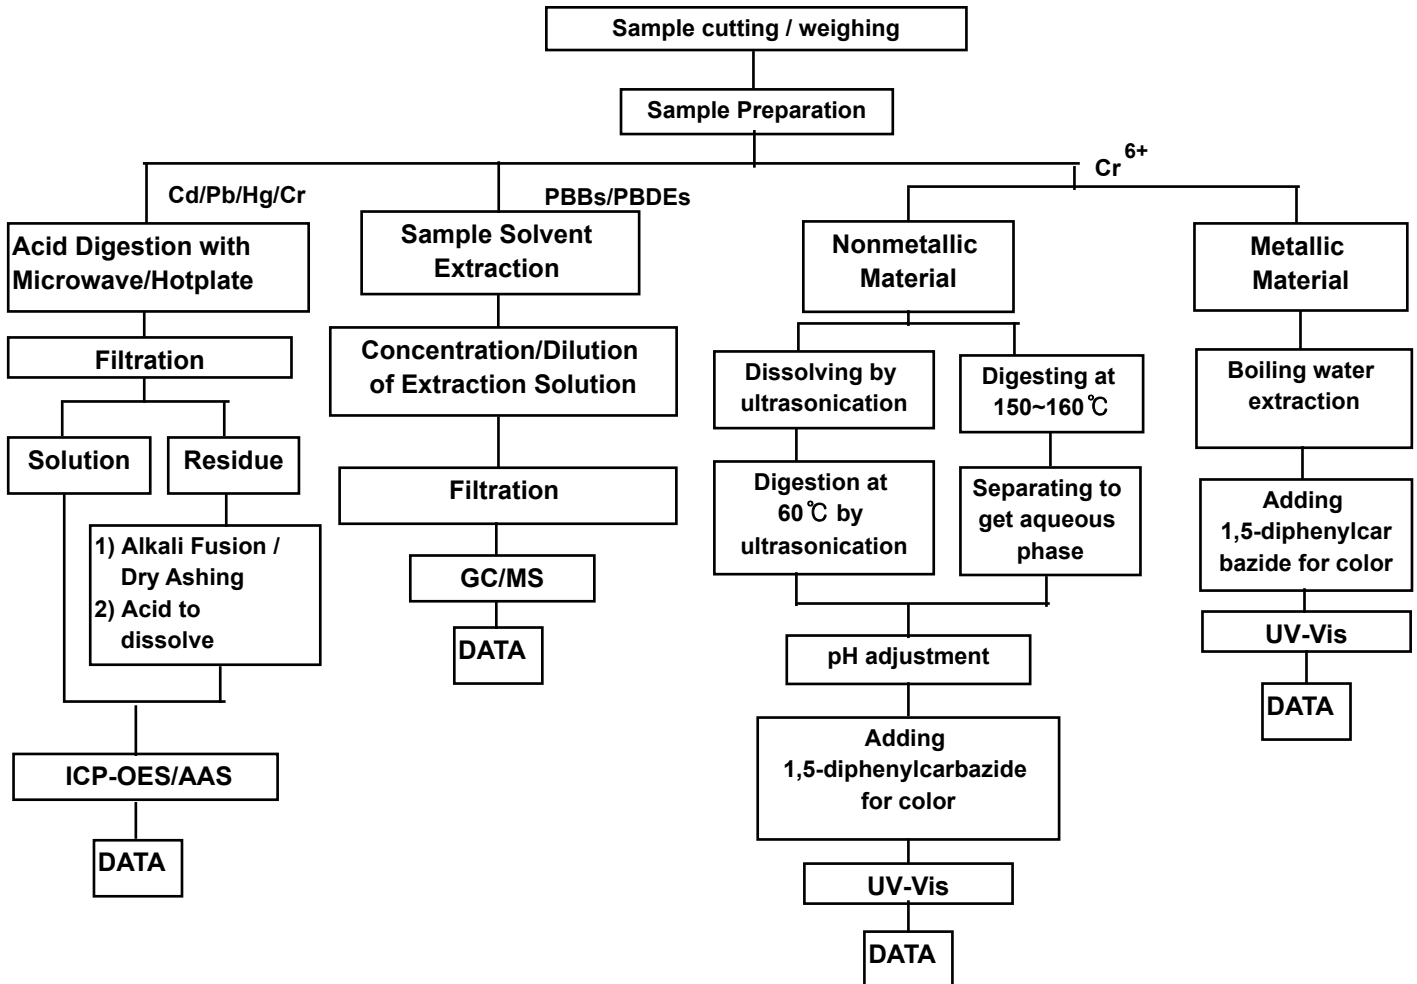 Sample cutting / weighing
Sample Preparation
Cd/Pb/Hg/Cr
PBBs/PBDEs
Cr 6+
Acid Digestion with
Microwave/Hotplate
Filtration
Solution
Residue
1) Alkali Fusion /
Dry Ashing
2) Acid to
dissolve
ICP-OES/AAS
DATA
Sample Solvent
Extraction
Concentration/Dilution
of Extraction Solution
Filtration
GC/MS
DATA
Nonmetallic
Material
Dissolving by
ultrasonication
Digestion at
60℃ by
ultrasonication
Digesting at
150~160℃
Separating to
get aqueous
phase
pH adjustment
Adding
1,5-diphenylcarbazide
for color
UV-Vis
DATA
Metallic
Material
Boiling water
extraction
Adding
1,5-diphenylcar
bazide for color
UV-Vis
DATA